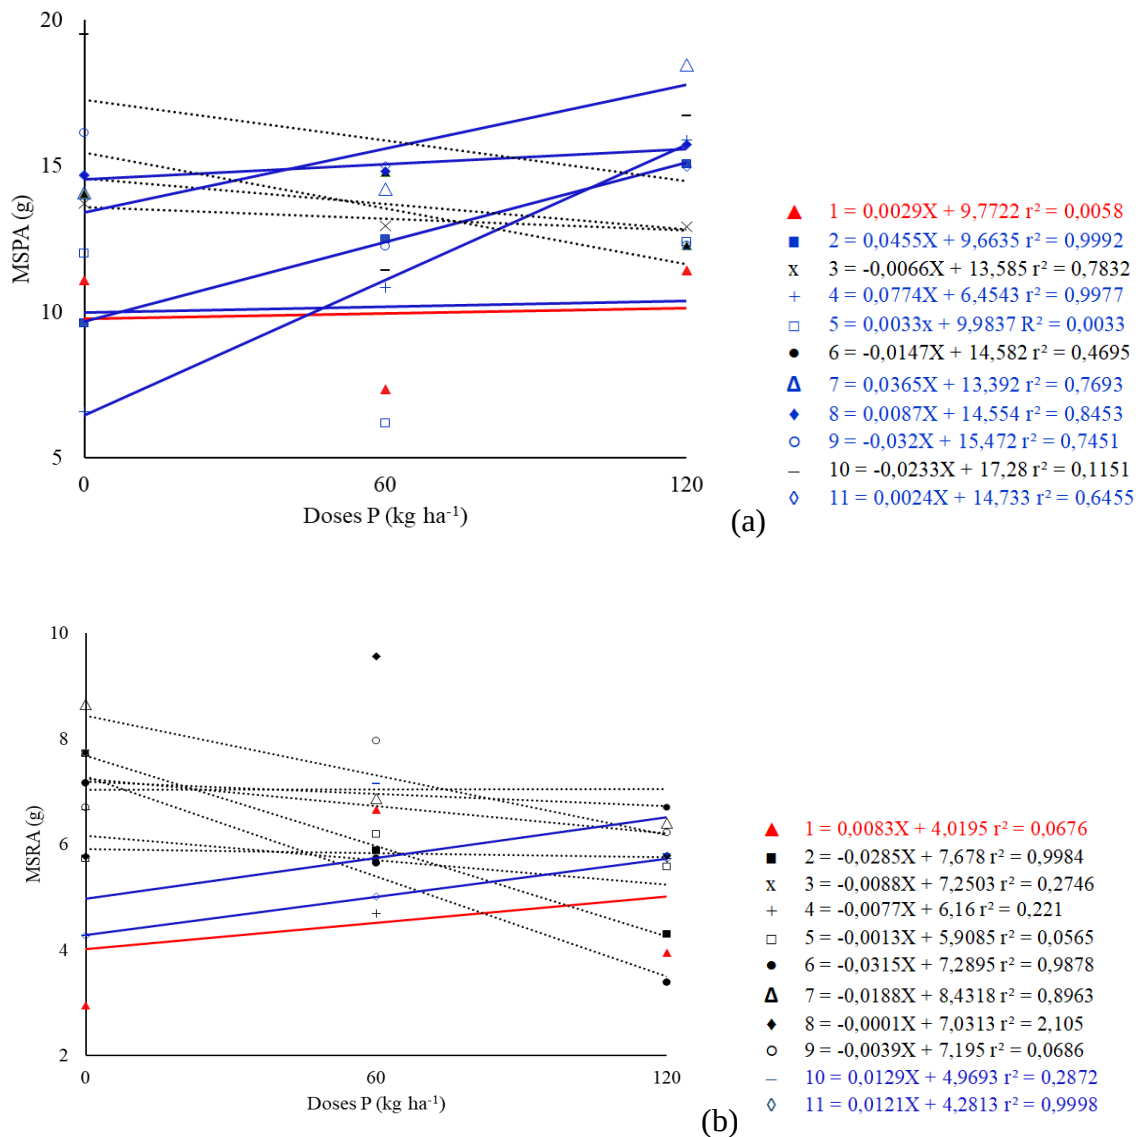 20
15
10
5
MSPA (g)
0
60
120
Doses P (kg ha-1)
(a)
1 = 0,0029X + 9,7722 r² = 0,0058
2 = 0,0455X + 9,6635 r² = 0,9992
x 3 = -0,0066X + 13,585 r² = 0,7832
+ 4 = 0,0774X + 6,4543 r² = 0,9977
5 = 0,0033x + 9,9837 R² = 0,0033
6 = -0,0147X + 14,582 r² = 0,4695
Δ 7 = 0,0365X + 13,392 r² = 0,7693
8 = 0,0087X + 14,554 r² = 0,8453
9 = -0,032X + 15,472 r² = 0,7451
– 10 = -0,0233X + 17,28 r² = 0,1151
11 = 0,0024X + 14,733 r² = 0,6455
10
8
6
4
2
MSRA (g)
0
60
120
Doses P (kg ha-1)
(b)
1 = 0,0083X + 4,0195 r² = 0,0676
2 = -0,0285X + 7,678 r² = 0,9984
x 3 = -0,0088X + 7,2503 r² = 0,2746
+ 4 = -0,0077X + 6,16 r² = 0,221
5 = -0,0013X + 5,9085 r² = 0,0565
6 = -0,0315X + 7,2895 r² = 0,9878
Δ 7 = -0,0188X + 8,4318 r² = 0,8963
8 = -0,0001X + 7,0313 r² = 2,105
9 = -0,0039X + 7,195 r² = 0,0686
– 10 = 0,0129X + 4,9693 r² = 0,2872
11 = 0,0121X + 4,2813 r² = 0,9998